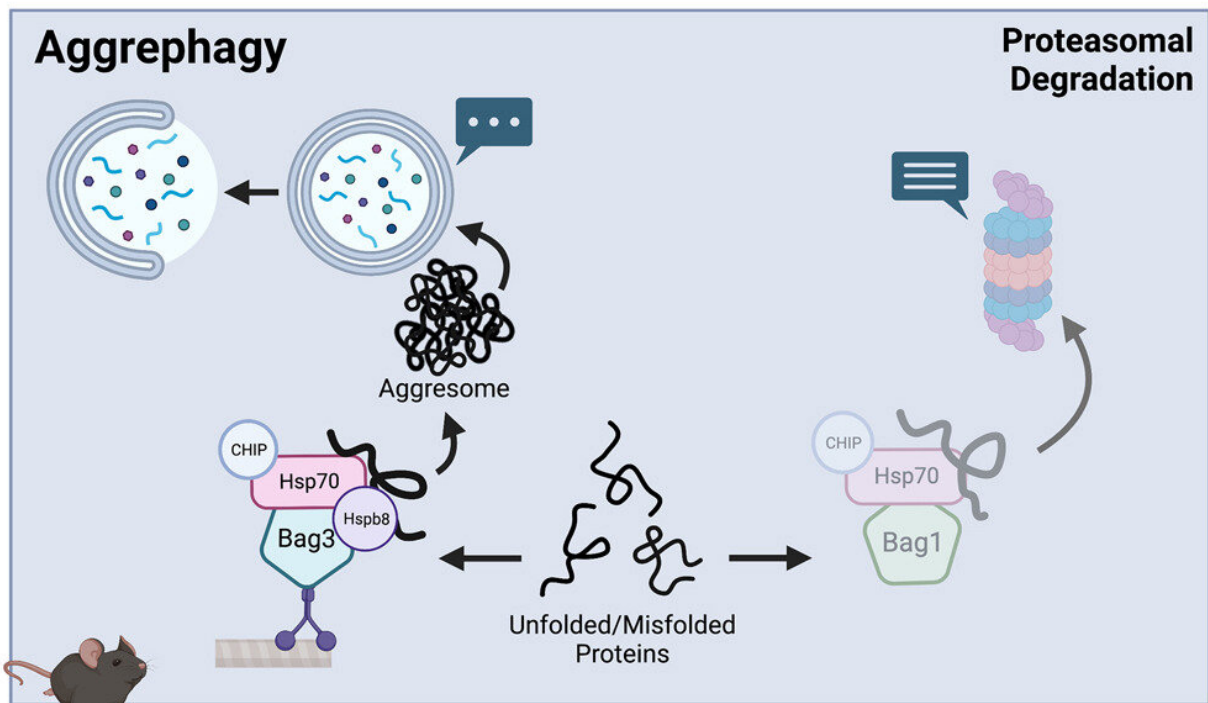 Aggrephagy
Proteasomal
Degradation
Aggresome
CHIP
Hsp70
Hspb8
Bag3
CHIP
Hsp70
Bag1
Unfolded/Misfolded
Proteins